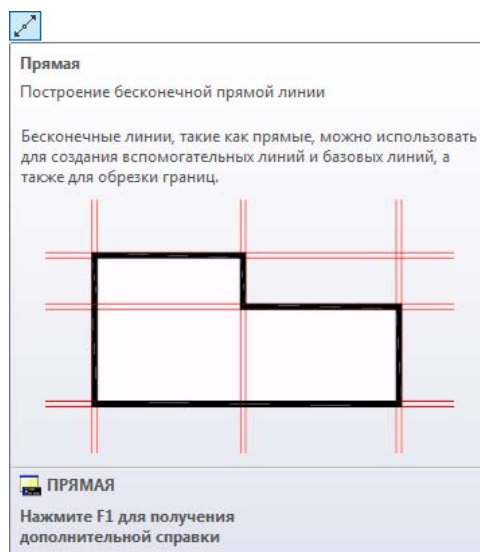 Прямая
Построение бесконечной прямой линии
Бесконечные линии, такие как прямые, можно использовать
для создания вспомогательных линий и базовых линий, а
также для обрезки границ.
ПРЯМАЯ
Нажмите F1 для получения
дополнительной справки